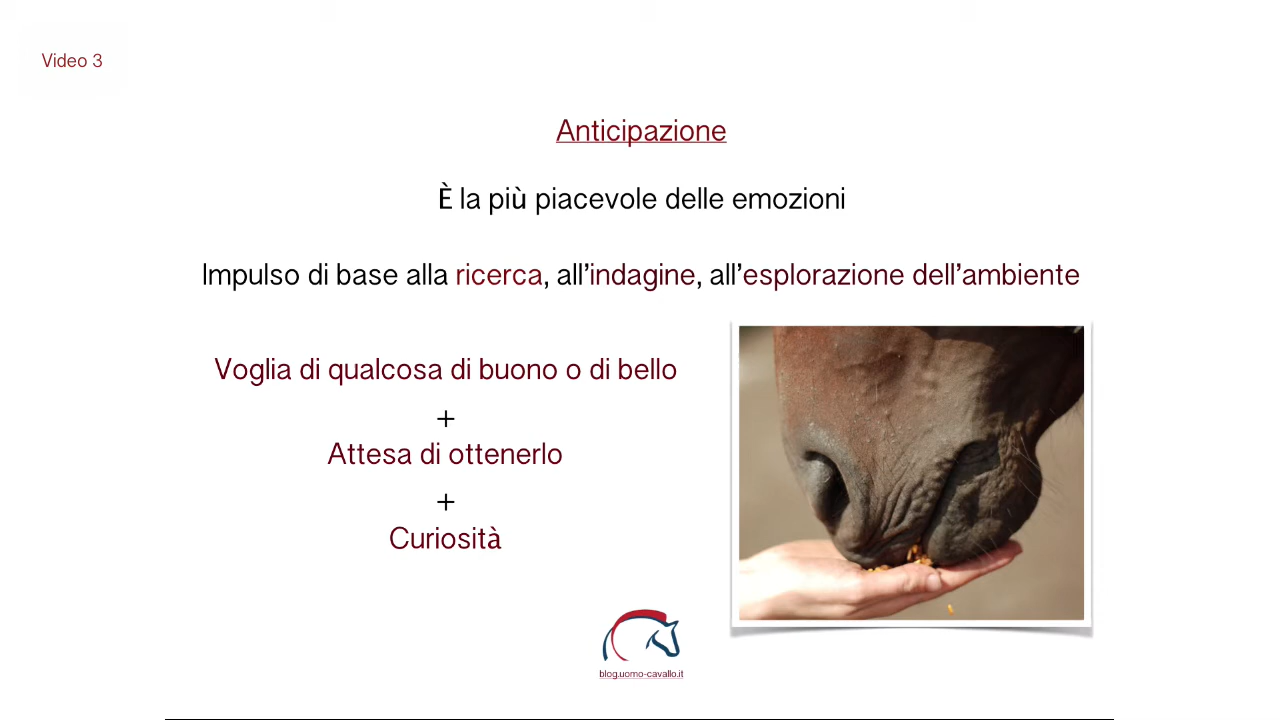 Video 3
Anticipazione
È la più piacevole delle emozioni
Impulso di base alla ricerca, all’indagine, all’esplorazione dell’ambiente
Voglia di qualcosa di buono o di bello
+
Attesa di ottenerlo
+
Curiosità
blog.uomo-cavallo.it